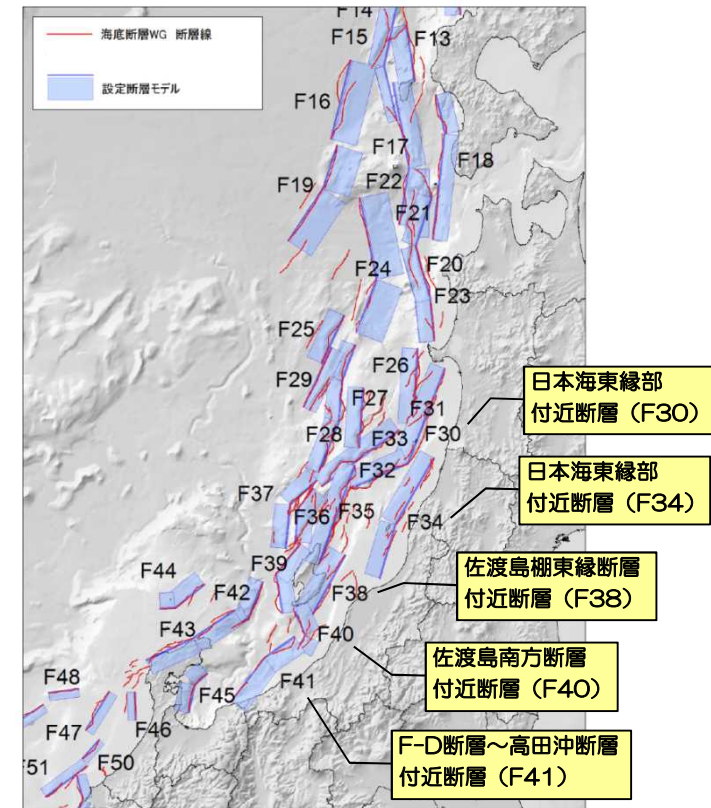 F14
F13
海底断層WG 断層線
F15
設定断層モデル
F16
F17
F18
F19
F22
F21
F20
F24
F23
F25
F26
F29
F27
F31
F28
F33
F30
日本海東縁部
付近断層（F30）
F32
F37
F36
F35
F34
日本海東縁部
付近断層（F34）
F39
F44
F42
F38
佐渡島棚東縁断層
付近断層（F38）
F43
F40
佐渡島南方断層
付近断層（F40）
F48
F45
F41
F47
F46
F-D断層～高田沖断層
付近断層（F41）
F50
F51